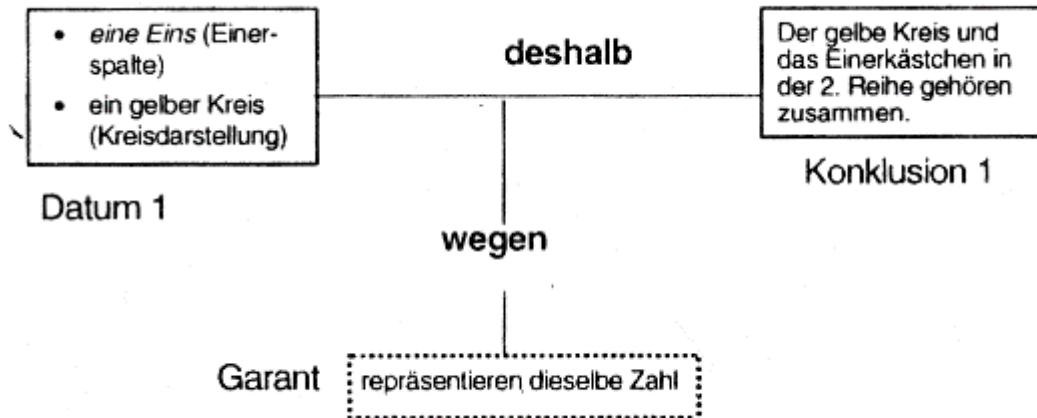 • eine Eins (Einer-
spalte)
• ein gelber Kreis
(Kreisdarstellung)
Datum 1
deshalb
Der gelbe Kreis und
das Einerkästchen in
der 2. Reihe gehören
zusammen.
Konklusion 1
wegen
Garant
repräsentieren dieselbe Zahl